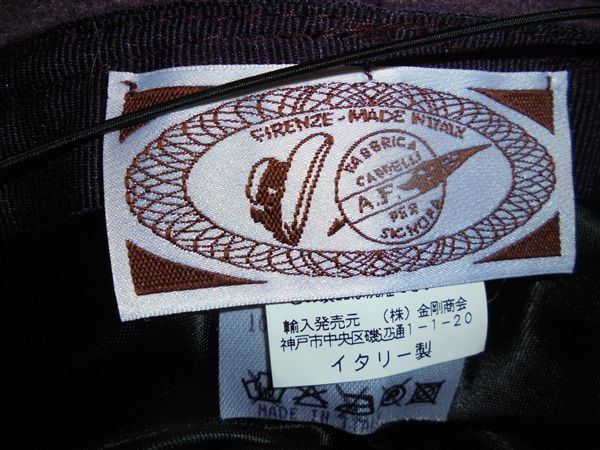 FIRENZE - MADE IN ITALY
FABBRICA
CAPPELLI
A.F.
PER
SIGNORA
輸入発売元 (株)金剛商会
神戸市中央区磯辺通1-1-20
イタリー製
MADE IN ITALY